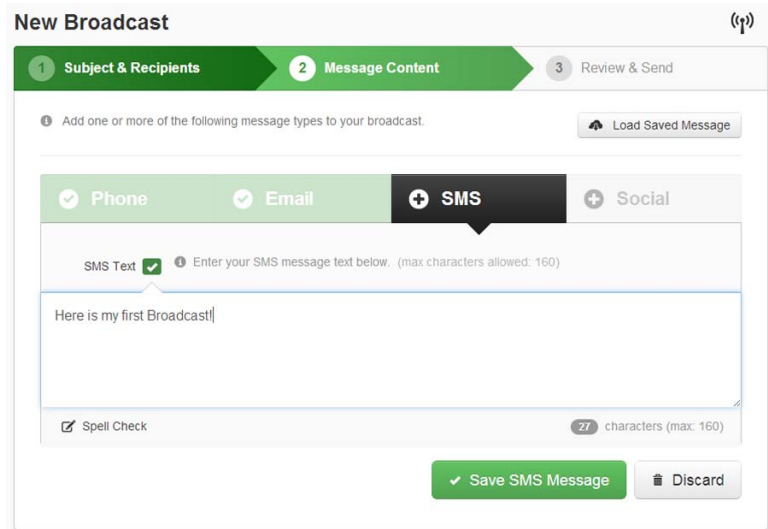 New Broadcast
1 Subject & Recipients 2 Message Content 3 Review & Send
Add one or more of the following message types to your broadcast. Load Saved Message
Phone Email SMS Social
SMS Text Enter your SMS message text below. (max characters allowed: 160)
Here is my first Broadcast!
Spell Check 27 characters (max: 160)
Save SMS Message Discard